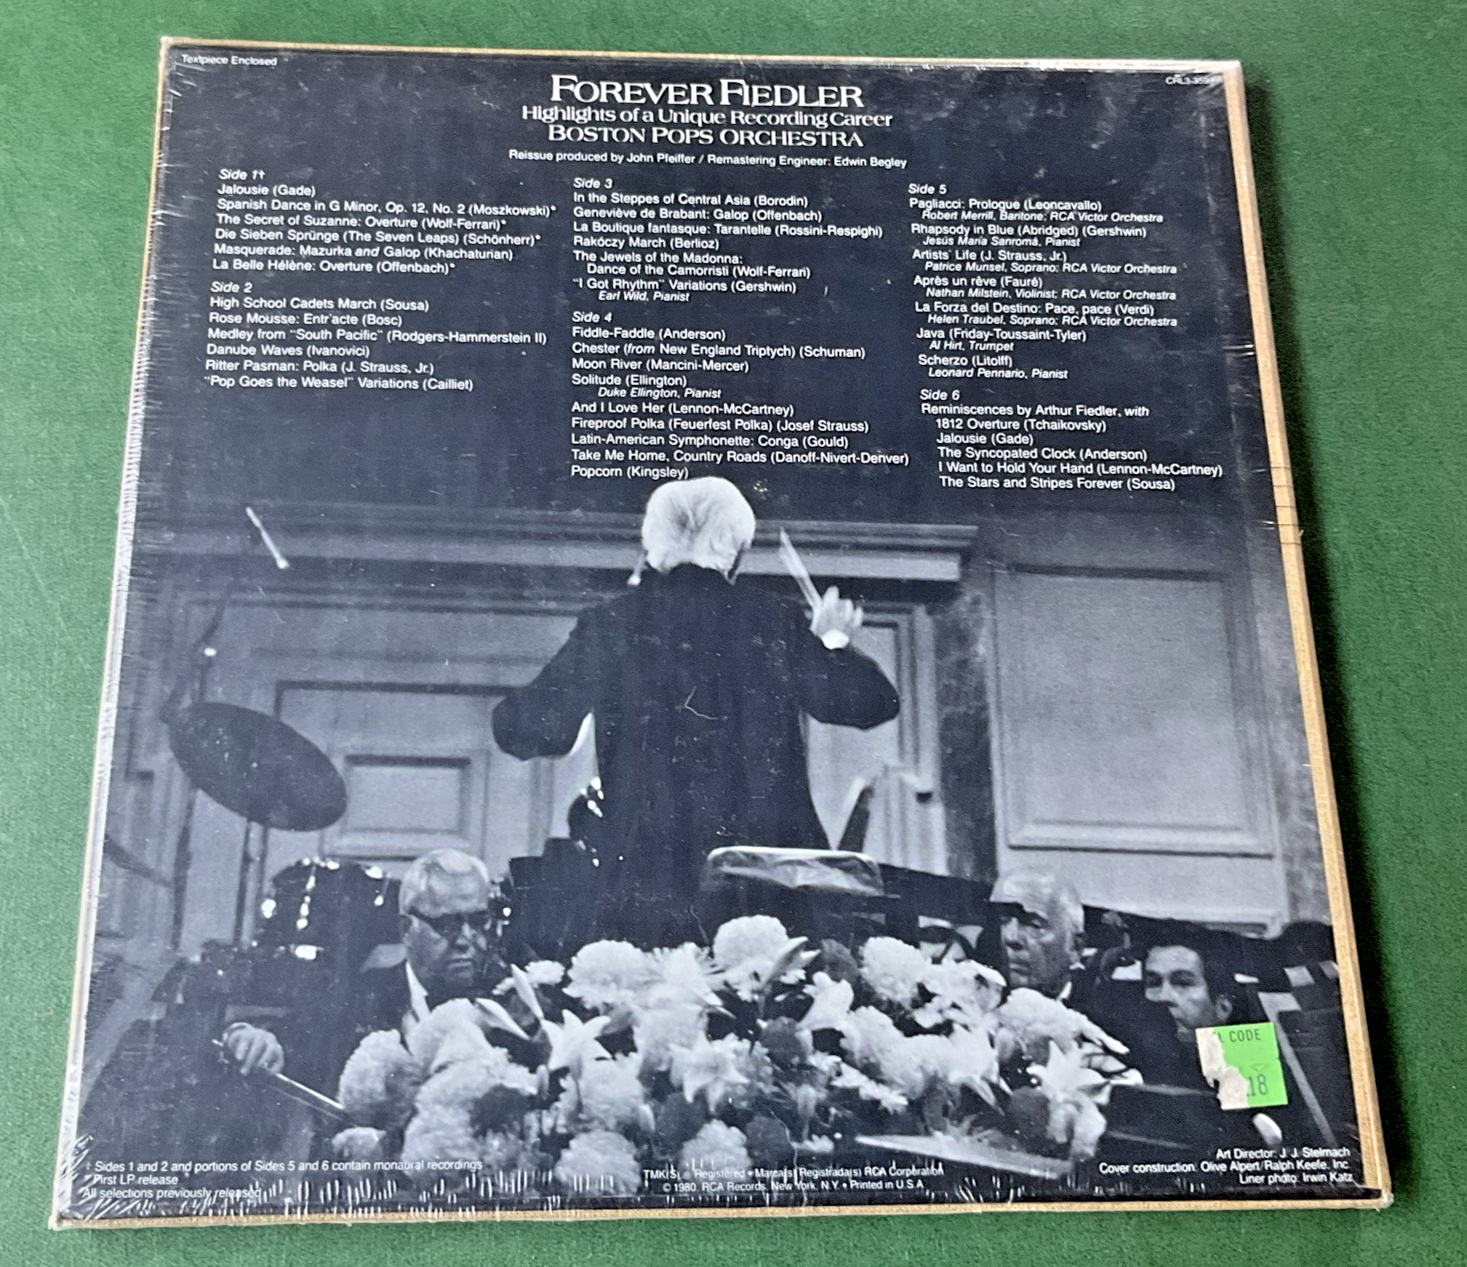 Textpiece Enclosed
FOREVER FIEDLER
Highlights of a Unique Recording Career
BOSTON POPS ORCHESTRA
Reissue produced by John Pfeiffer / Remastering Engineer: Edwin Begley
Side 1†
Jalousie (Gade)
Spanish Dance in G Minor, Op. 12, No. 2 (Moszkowski)*
The Secret of Suzanne: Overture (Wolf-Ferrari)*
Die Sieben Sprünge (The Seven Leaps) (Schönherr)*
Masquerade: Mazurka and Galop (Khachaturian)
La Belle Hélène: Overture (Offenbach)*
Side 2
High School Cadets March (Sousa)
Rose Mousse: Entr'acte (Bosc)
Medley from "South Pacific" (Rodgers-Hammerstein II)
Danube Waves (Ivanovici)
Ritter Pasman: Polka (J. Strauss, Jr.)
"Pop Goes the Weasel" Variations (Cailliet)
Side 3
In the Steppes of Central Asia (Borodin)
Geneviève de Brabant: Galop (Offenbach)
La Boutique fantasque: Tarantelle (Rossini-Respighi)
Rakóczy March (Berlioz)
The Jewels of the Madonna:
Dance of the Camorristi (Wolf-Ferrari)
"I Got Rhythm" Variations (Gershwin)
Earl Wild, Pianist
Side 4
Fiddle-Faddle (Anderson)
Chester (from New England Triptych) (Schuman)
Moon River (Mancini-Mercer)
Solitude (Ellington)
Duke Ellington, Pianist
And I Love Her (Lennon-McCartney)
Fireproof Polka (Feuerfest Polka) (Josef Strauss)
Latin-American Symphonette: Conga (Gould)
Take Me Home, Country Roads (Danoff-Nivert-Denver)
Popcorn (Kingsley)
Side 5
Pagliacci: Prologue (Leoncavallo)
Robert Merrill, Baritone; RCA Victor Orchestra
Rhapsody in Blue (Abridged) (Gershwin)
Jesús María Sanromá, Pianist
Artists' Life (J. Strauss, Jr.)
Patrice Munsel, Soprano; RCA Victor Orchestra
Après un rêve (Fauré)
Nathan Milstein, Violinist; RCA Victor Orchestra
La Forza del Destino: Pace, pace (Verdi)
Helen Traubel, Soprano; RCA Victor Orchestra
Java (Friday-Toussaint-Tyler)
Al Hirt, Trumpet
Scherzo (Litolff)
Leonard Pennario, Pianist
Side 6
Reminiscences by Arthur Fiedler, with
1812 Overture (Tchaikovsky)
Jalousie (Gade)
The Syncopated Clock (Anderson)
I Want to Hold Your Hand (Lennon-McCartney)
The Stars and Stripes Forever (Sousa)
CODE
.18
† Sides 1 and 2 and portions of Sides 5 and 6 contain monaural recordings
* First LP release
All selections previously released
TMK(S) ® Registered • Marca(s) Registrada(s) RCA Corporation
© 1980, RCA Records, New York, N.Y. • Printed in U.S.A.
Art Director: J. J. Stelmach
Cover construction: Olive Alpert/Ralph Keele, Inc.
Liner photo: Irwin Katz